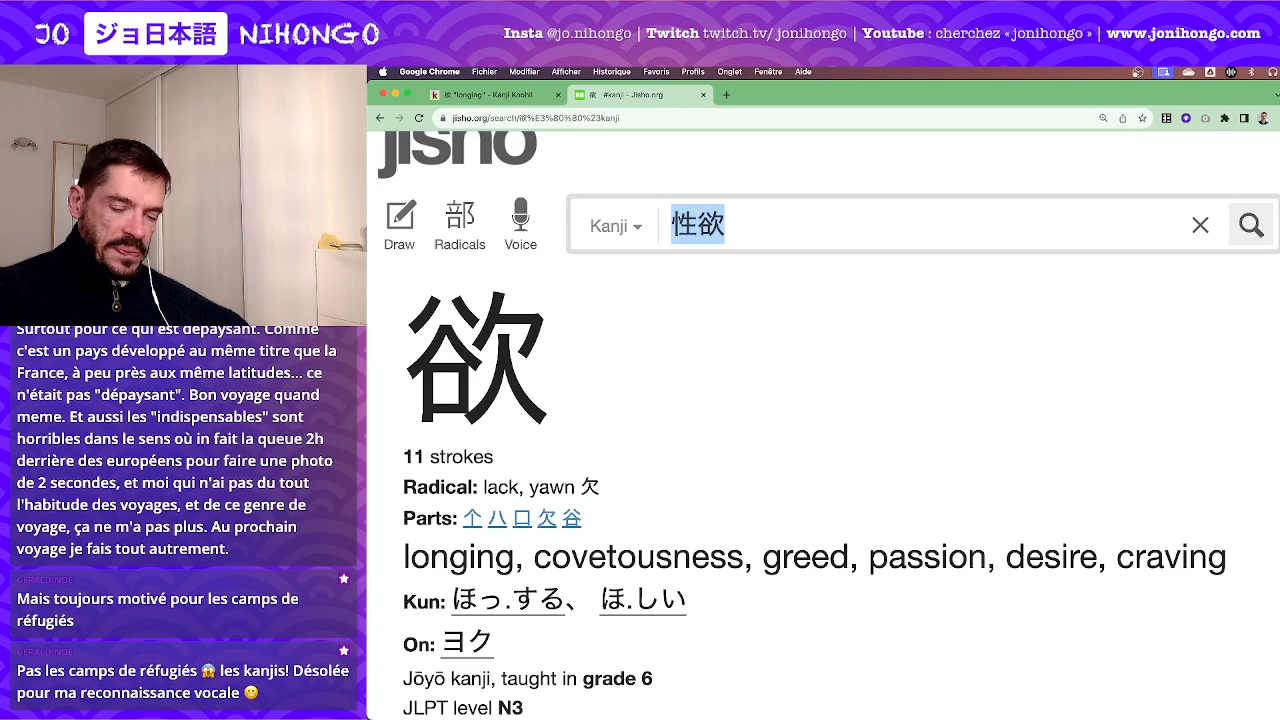 JO ジョ日本語 NIHONGO
Insta @jo.nihongo | Twitch twitch.tv/ jonihongo | Youtube : cherchez « jonihongo » | www.jonihongo.com
Google Chrome Fichier Modifier Afficher Historique Favoris Profils Onglet Fenêtre Aide
欲 "longing" - Kanji Koohii
欲 #kanji - Jisho.org
jisho.org/search/欲%E3%80%80%23kanji
jisho
Draw
部
Radicals
Voice
Kanji
性欲
欲
11 strokes
Radical: lack, yawn 欠
Parts: 个 ハ 口 欠 谷
longing, covetousness, greed, passion, desire, craving
Kun: ほっ.する、 ほ.しい
On: ヨク
Jōyō kanji, taught in grade 6
JLPT level N3
Surtout pour ce qui est dépaysant. Comme
c'est un pays développé au même titre que la
France, à peu près aux même latitudes... ce
n'était pas "dépaysant". Bon voyage quand
meme. Et aussi les "indispensables" sont
horribles dans le sens où in fait la queue 2h
derrière des européens pour faire une photo
de 2 secondes, et moi qui n'ai pas du tout
l'habitude des voyages, et de ce genre de
voyage, ça ne m'a pas plus. Au prochain
voyage je fais tout autrement.
GERALDINDE
Mais toujours motivé pour les camps de
réfugiés
GERALDINDE
Pas les camps de réfugiés 😱 les kanjis! Désolée
pour ma reconnaissance vocale 😬